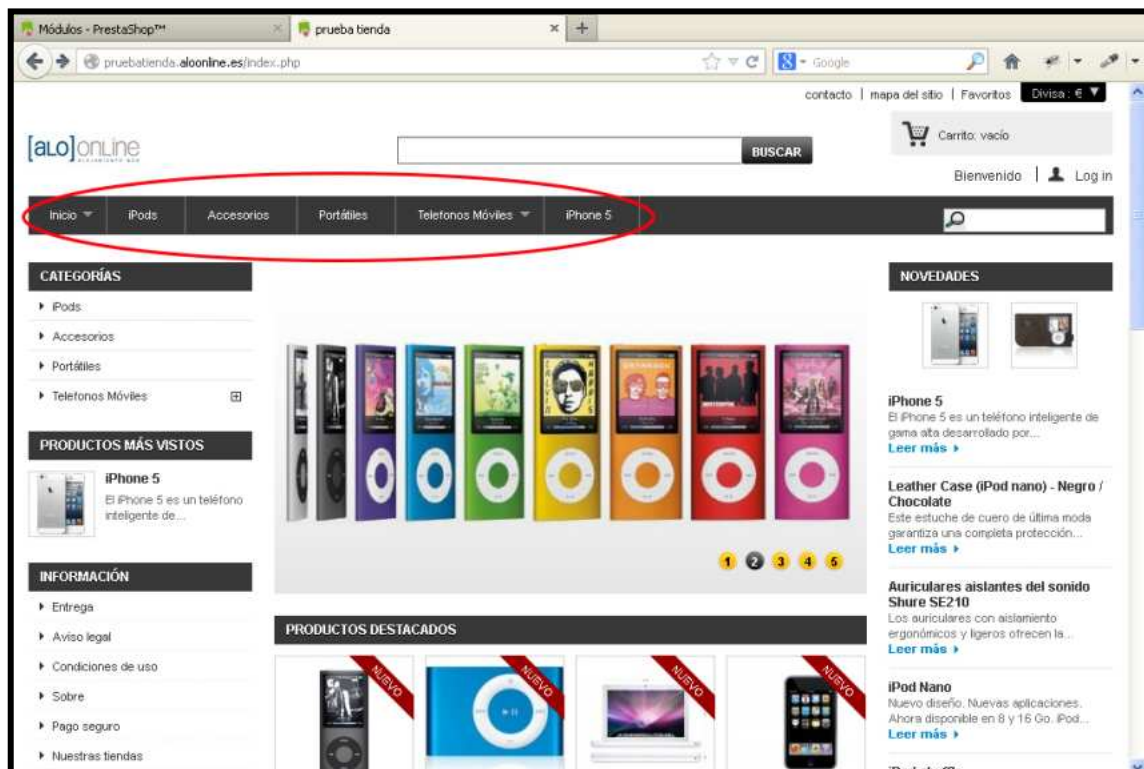 Módulos - PrestaShop™
prueba tienda
pruebatienda.aloonline.es/index.php
Google
contacto | mapa del sitio | Favoritos
Divisa : €
[aLo]onLine
BUSCAR
Carrito: vacío
Bienvenido | Log in
Inicio
iPods
Accesorios
Portátiles
Telefonos Móviles
iPhone 5
CATEGORÍAS
iPods
Accesorios
Portátiles
Telefonos Móviles
PRODUCTOS MÁS VISTOS
iPhone 5
El iPhone 5 es un teléfono
inteligente de...
INFORMACIÓN
Entrega
Aviso legal
Condiciones de uso
Sobre
Pago seguro
Nuestras tiendas
1 2 3 4 5
PRODUCTOS DESTACADOS
NUEVO
NUEVO
NUEVO
NUEVO
NOVEDADES
iPhone 5
El iPhone 5 es un teléfono inteligente de
gama alta desarrollado por...
Leer más
Leather Case (iPod nano) - Negro /
Chocolate
Este estuche de cuero de última moda
garantiza una completa protección...
Leer más
Auriculares aislantes del sonido
Shure SE210
Los auriculares con aislamiento
ergonómicos y ligeros ofrecen la...
Leer más
iPod Nano
Nuevo diseño. Nuevas aplicaciones.
Ahora disponible en 8 y 16 Go. iPod...
Leer más